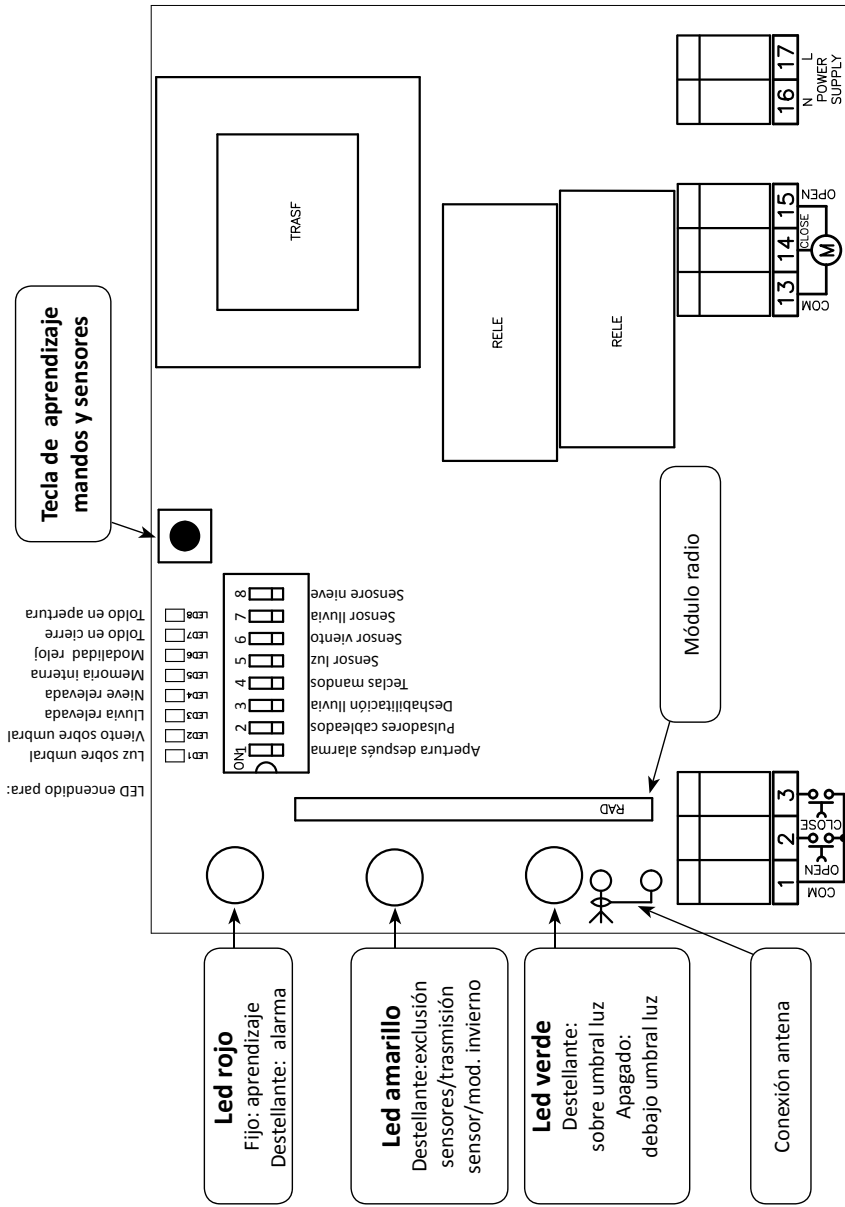 Tecla de aprendizaje
mandos y sensores
LED encendido para:
Luz sobre umbral
Viento sobre umbral
Lluvia relevada
Nieve relevada
Memoria interna
Modalidad reloj
Toldo en cierre
Toldo en apertura
LED1
LED2
LED3
LED4
LED5
LED6
LED7
LED8
ON
1 2 3 4 5 6 7 8
Apertura después alarma
Pulsadores cableados
Deshabilitación lluvia
Teclas mandos
Sensor luz
Sensor viento
Sensor lluvia
Sensore nieve
TRASF
RELE
RELE
RAD
Módulo radio
Led rojo
Fijo: aprendizaje
Destellante: alarma
Led amarillo
Destellante:exclusión
sensores/trasmisión
sensor/mod. invierno
Led verde
Destellante:
sobre umbral luz
Apagado:
debajo umbral luz
Conexión antena
1 2 3
COM
OPEN
CLOSE
13 14 15
COM
CLOSE
OPEN
M
16 17
N L
POWER
SUPPLY